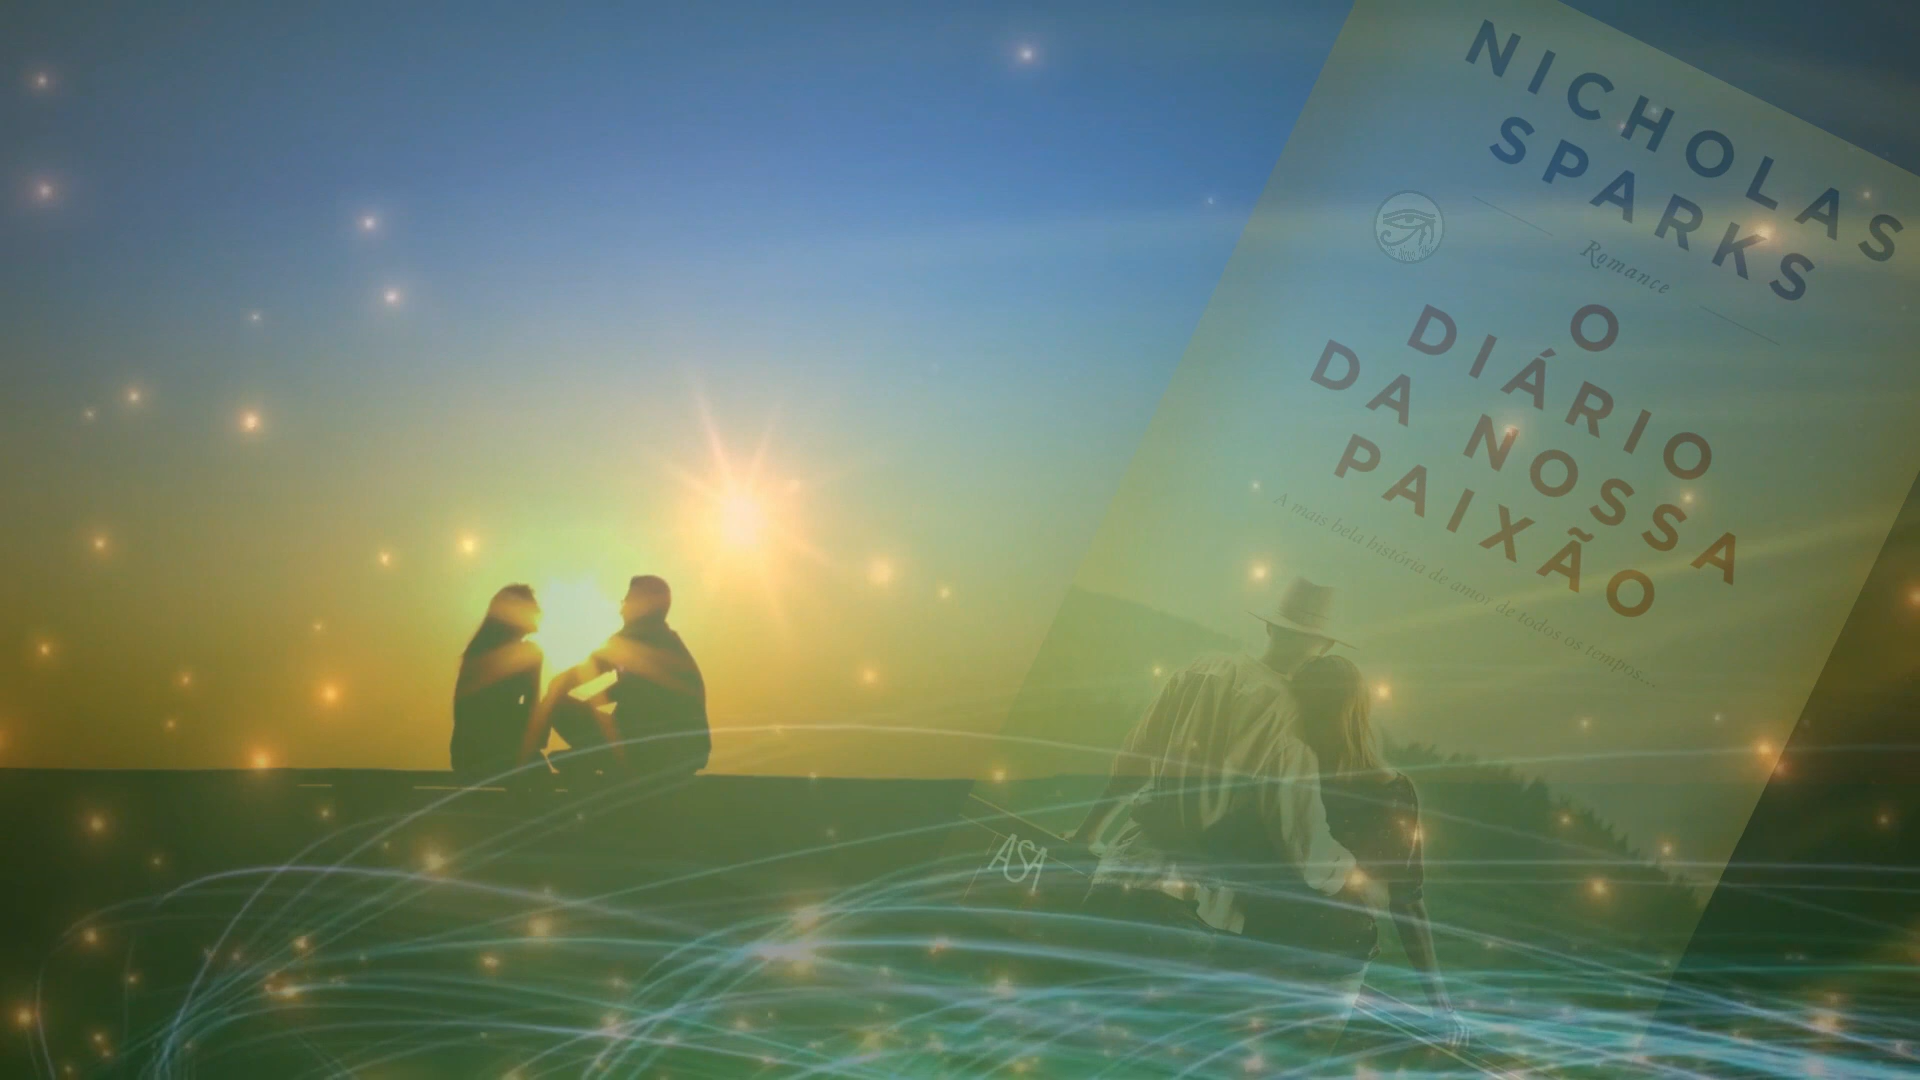 NICHOLAS
SPARKS
Romance
O
DIÁRIO
DA NOSSA
PAIXÃO
A mais bela história de amor de todos os tempos...
ASA